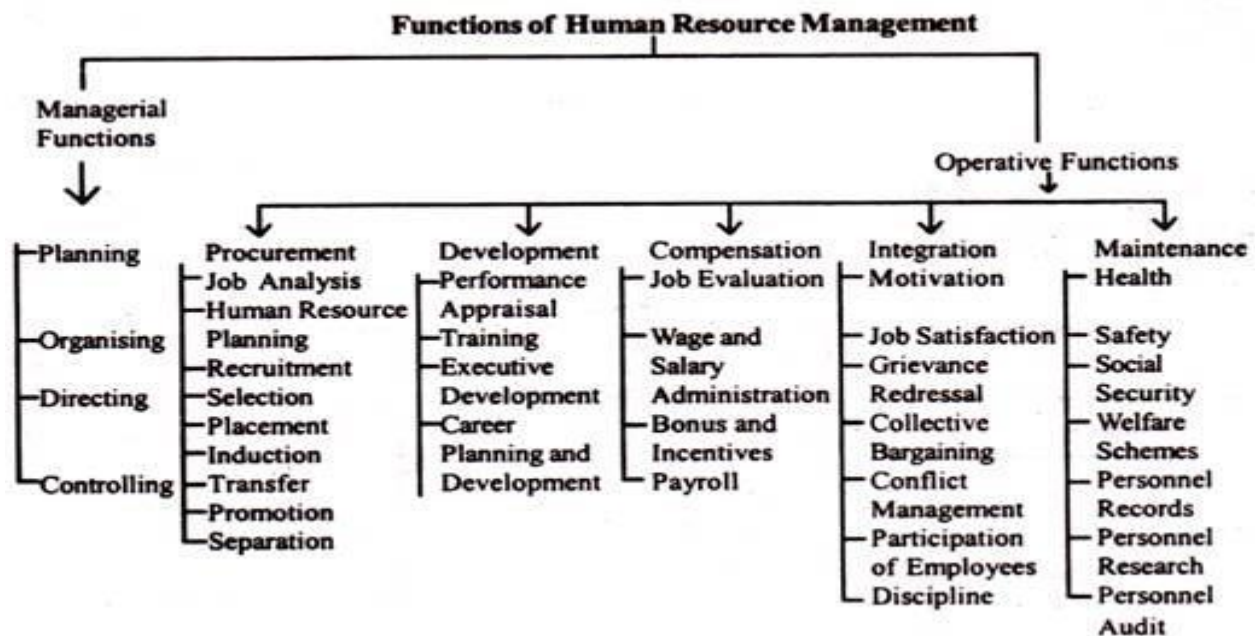 Functions of Human Resource Management
Managerial
Functions
Operative Functions
Planning
Organising
Directing
Controlling
Procurement
Job Analysis
Human Resource
Planning
Recruitment
Selection
Placement
Induction
Transfer
Promotion
Separation
Development
Performance
Appraisal
Training
Executive
Development
Career
Planning and
Development
Compensation
Job Evaluation
Wage and
Salary
Administration
Bonus and
Incentives
Payroll
Integration
Motivation
Job Satisfaction
Grievance
Redressal
Collective
Bargaining
Conflict
Management
Participation
of Employees
Discipline
Maintenance
Health
Safety
Social
Security
Welfare
Schemes
Personnel
Records
Personnel
Research
Personnel
Audit